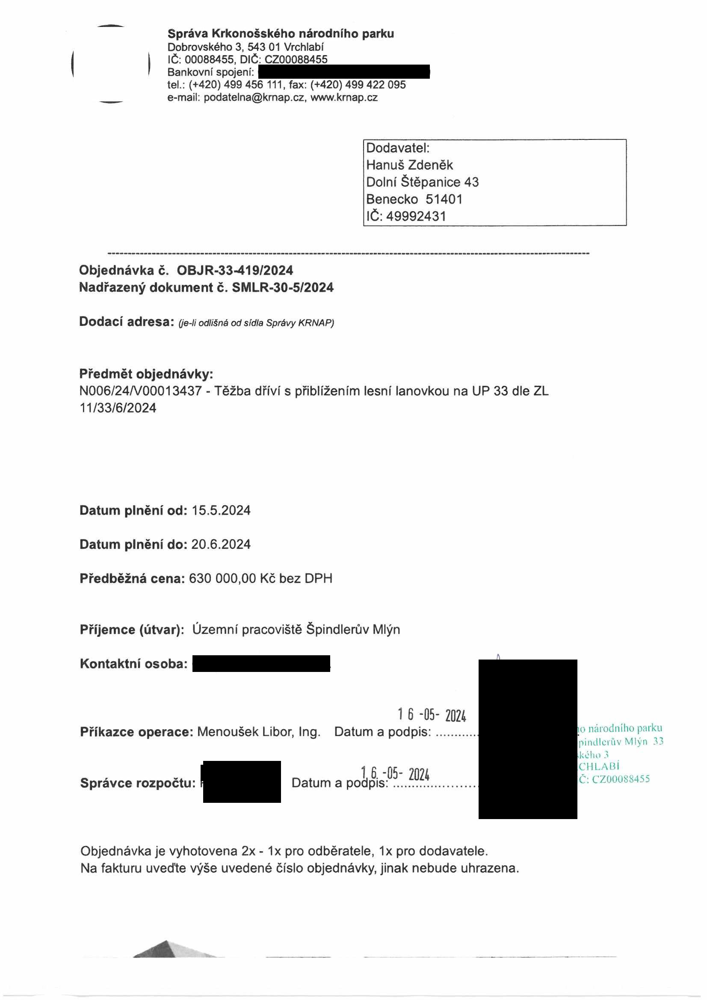 Správa Krkonošského národního parku
Dobrovského 3, 543 01 Vrchlabí
IČ: 00088455, DIČ: CZ00088455
Bankovní spojení:
tel.: (+420) 499 456 111, fax: (+420) 499 422 095
e-mail: podatelna@krnap.cz, www.krnap.cz
Dodavatel:
Hanuš Zdeněk
Dolní Štěpanice 43
Benecko 51401
IČ: 49992431
Objednávka č. OBJR-33-419/2024
Nadřazený dokument č. SMLR-30-5/2024
Dodací adresa: (je-li odlišná od sídla Správy KRNAP)
Předmět objednávky:
N006/24/V00013437 - Těžba dříví s přiblížením lesní lanovkou na UP 33 dle ZL
11/33/6/2024
Datum plnění od: 15.5.2024
Datum plnění do: 20.6.2024
Předběžná cena: 630 000,00 Kč bez DPH
Příjemce (útvar): Územní pracoviště Špindlerův Mlýn
Kontaktní osoba:
16 -05- 2024
Příkazce operace: Menoušek Libor, Ing. Datum a podpis: ............
o národního parku
pindlerův Mlýn 33
ského 3
CHLABÍ
Č: CZ00088455
16. -05- 2024
Správce rozpočtu: Datum a podpis: ......................
Objednávka je vyhotovena 2x - 1x pro odběratele, 1x pro dodavatele.
Na fakturu uveďte výše uvedené číslo objednávky, jinak nebude uhrazena.